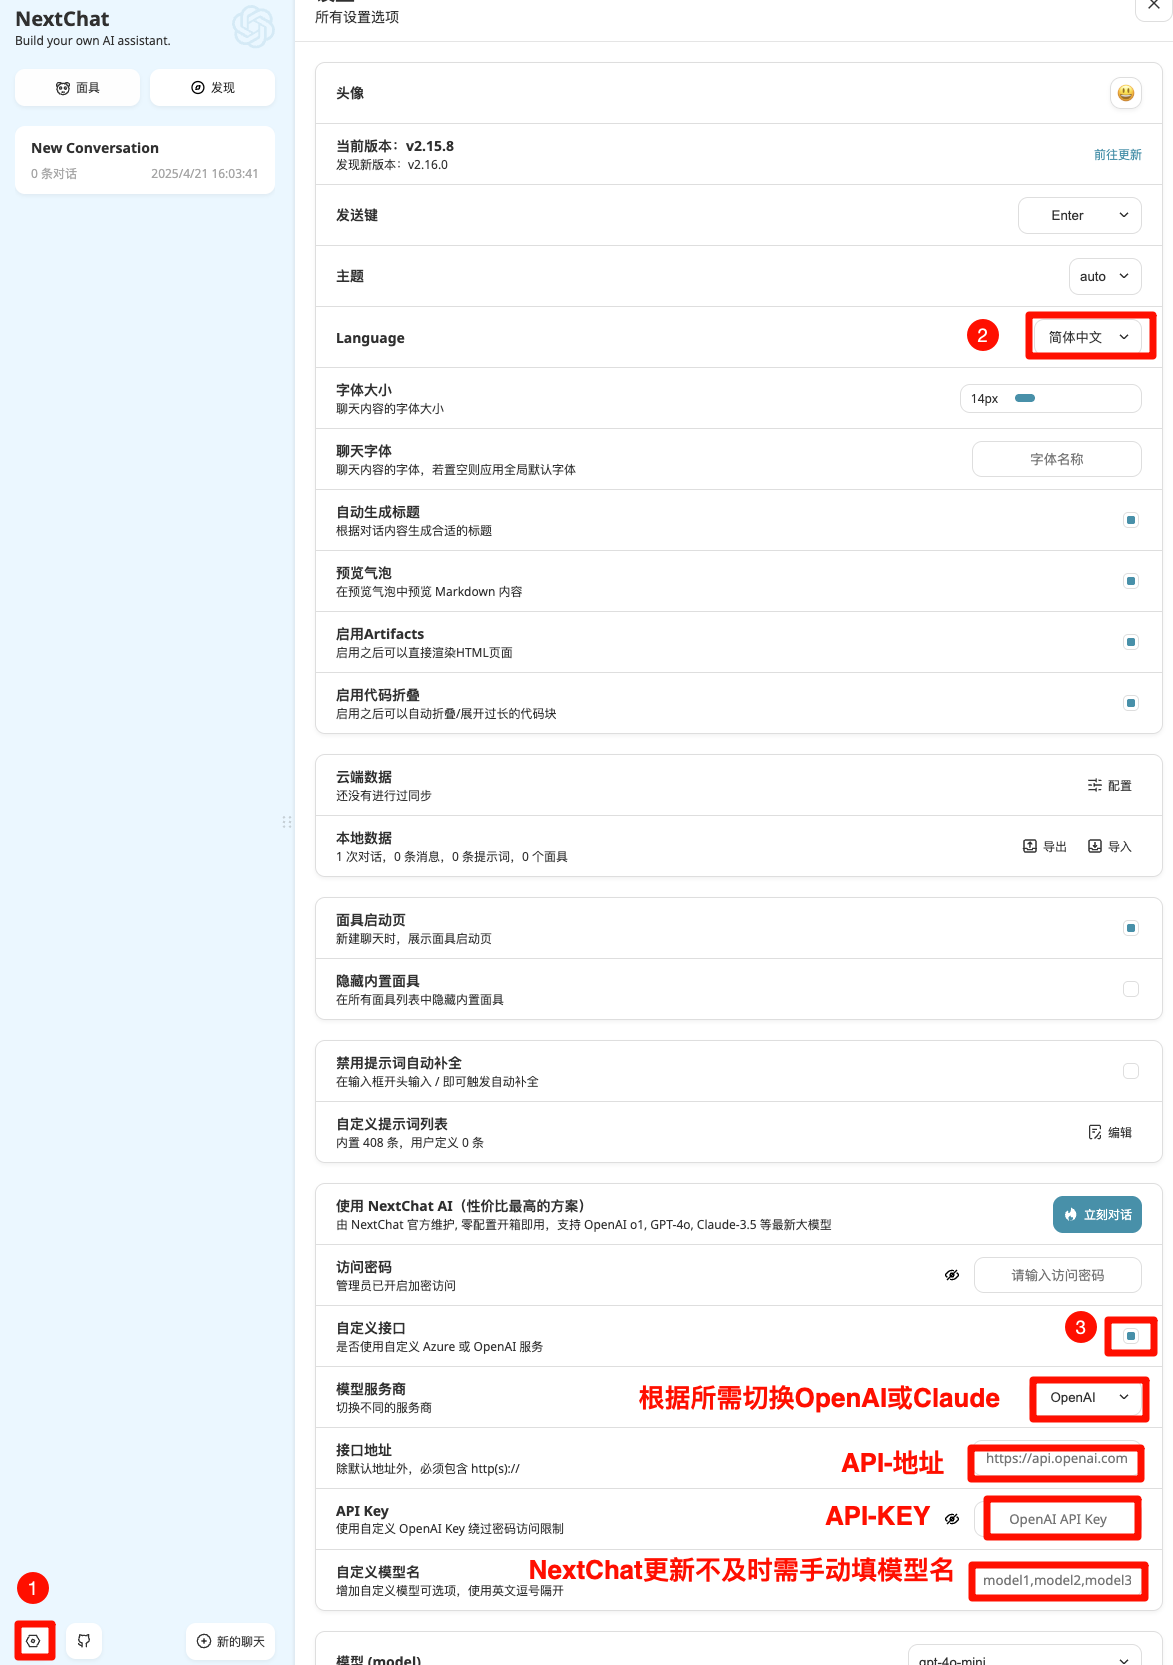 NextChat
Build your own AI assistant.
面具
发现
New Conversation
0 条对话
2025/4/21 16:03:41
所有设置选项
头像
当前版本：v2.15.8
发现新版本：v2.16.0
前往更新
发送键
Enter
主题
auto
Language
2
简体中文
字体大小
聊天内容的字体大小
14px
聊天字体
聊天内容的字体，若置空则应用全局默认字体
字体名称
自动生成标题
根据对话内容生成合适的标题
预览气泡
在预览气泡中预览 Markdown 内容
启用Artifacts
启用之后可以直接渲染HTML页面
启用代码折叠
启用之后可以自动折叠/展开过长的代码块
云端数据
还没有进行过同步
配置
本地数据
1 次对话，0 条消息，0 条提示词，0 个面具
导出
导入
面具启动页
新建聊天时，展示面具启动页
隐藏内置面具
在所有面具列表中隐藏内置面具
禁用提示词自动补全
在输入框开头输入 / 即可触发自动补全
自定义提示词列表
内置 408 条，用户定义 0 条
编辑
使用 NextChat AI（性价比最高的方案）
由 NextChat 官方维护, 零配置开箱即用，支持 OpenAI o1, GPT-4o, Claude-3.5 等最新大模型
立刻对话
访问密码
管理员已开启加密访问
请输入访问密码
自定义接口
是否使用自定义 Azure 或 OpenAI 服务
3
模型服务商
切换不同的服务商
根据所需切换OpenAI或Claude
OpenAI
接口地址
除默认地址外，必须包含 http(s)://
API-地址
https://api.openai.com
API Key
使用自定义 OpenAI Key 绕过密码访问限制
API-KEY
OpenAI API Key
自定义模型名
增加自定义模型可选项，使用英文逗号隔开
NextChat更新不及时需手动填模型名
model1,model2,model3
1
新的聊天
模型 (model)
gpt-4o-mini